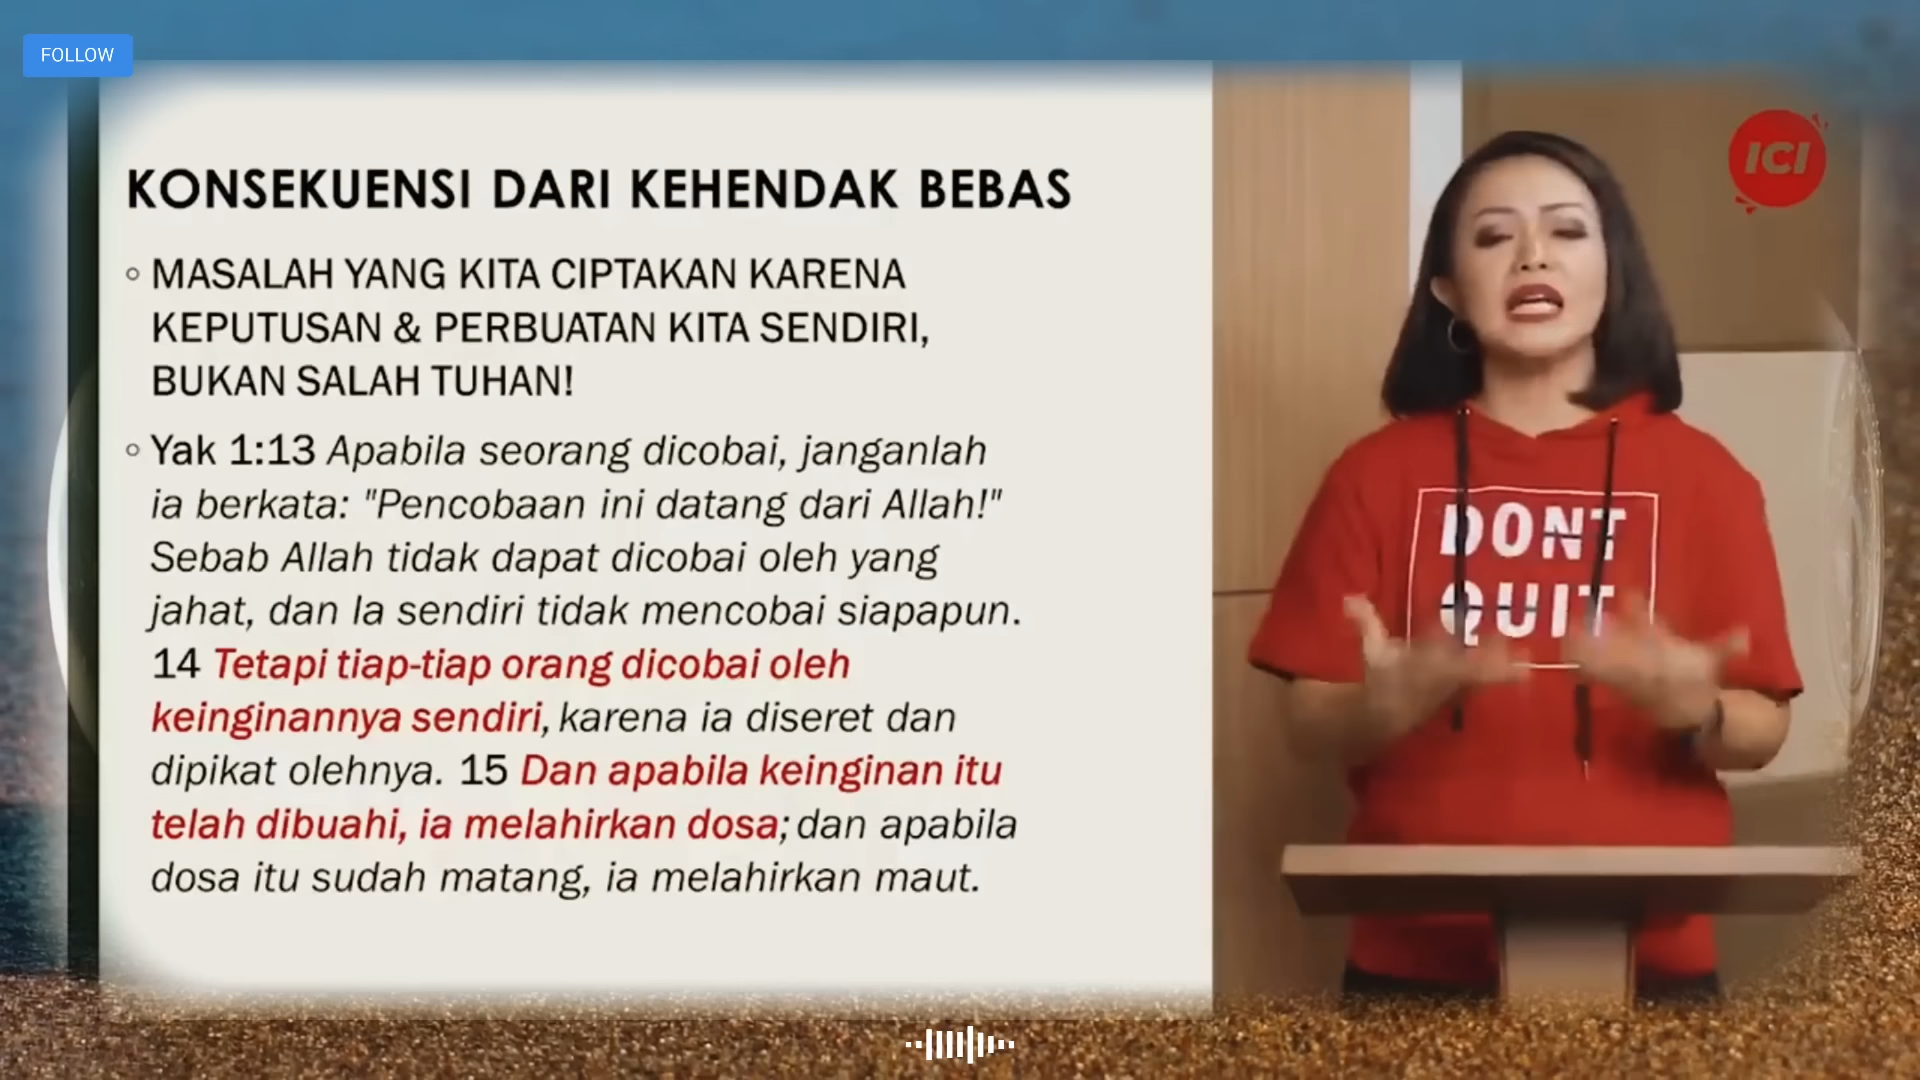 FOLLOW
KONSEKUENSI DARI KEHENDAK BEBAS
◦ MASALAH YANG KITA CIPTAKAN KARENA
KEPUTUSAN & PERBUATAN KITA SENDIRI,
BUKAN SALAH TUHAN!
◦ Yak 1:13 Apabila seorang dicobai, janganlah
ia berkata: "Pencobaan ini datang dari Allah!"
Sebab Allah tidak dapat dicobai oleh yang
jahat, dan Ia sendiri tidak mencobai siapapun.
14 Tetapi tiap-tiap orang dicobai oleh
keinginannya sendiri, karena ia diseret dan
dipikat olehnya. 15 Dan apabila keinginan itu
telah dibuahi, ia melahirkan dosa; dan apabila
dosa itu sudah matang, ia melahirkan maut.
ICI
DONT
QUIT